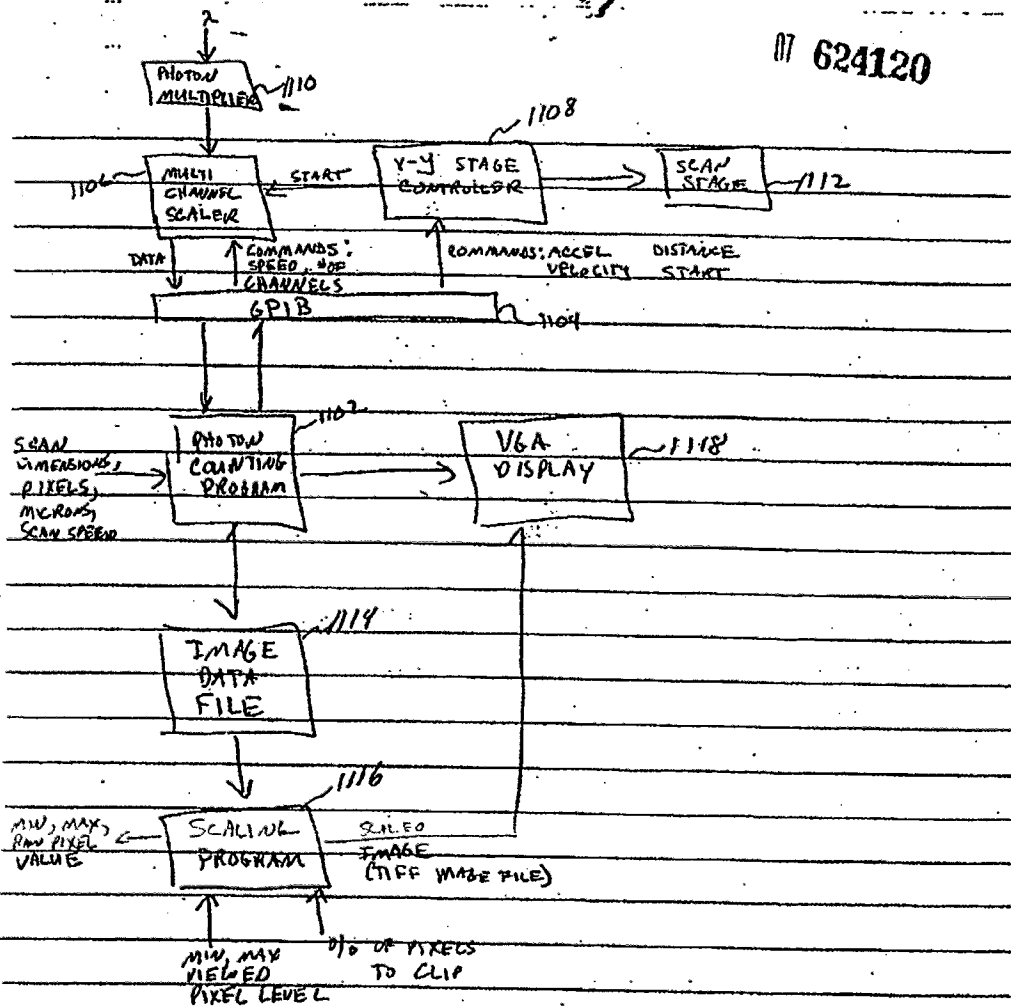 07 624120
λ
PHOTON
MULTIPLIER
1110
1108
1106
MULTI
CHANNEL
SCALER
START
X-Y STAGE
CONTROLLER
SCAN
STAGE
1112
DATA
COMMANDS:
SPEED, # OF
CHANNELS
COMMANDS: ACCEL DISTANCE
VELOCITY START
GPIB
1104
1102
SCAN
DIMENSIONS,
PIXELS,
MICRONS,
SCAN SPEED
PHOTON
COUNTING
PROGRAM
VGA
DISPLAY
1118
1114
IMAGE
DATA
FILE
1116
MIN, MAX,
RAW PIXEL
VALUE
SCALING
PROGRAM
SCALED
IMAGE
(TIFF IMAGE FILE)
MIN, MAX
VIEWED
PIXEL LEVEL
% OF PIXELS
TO CLIP